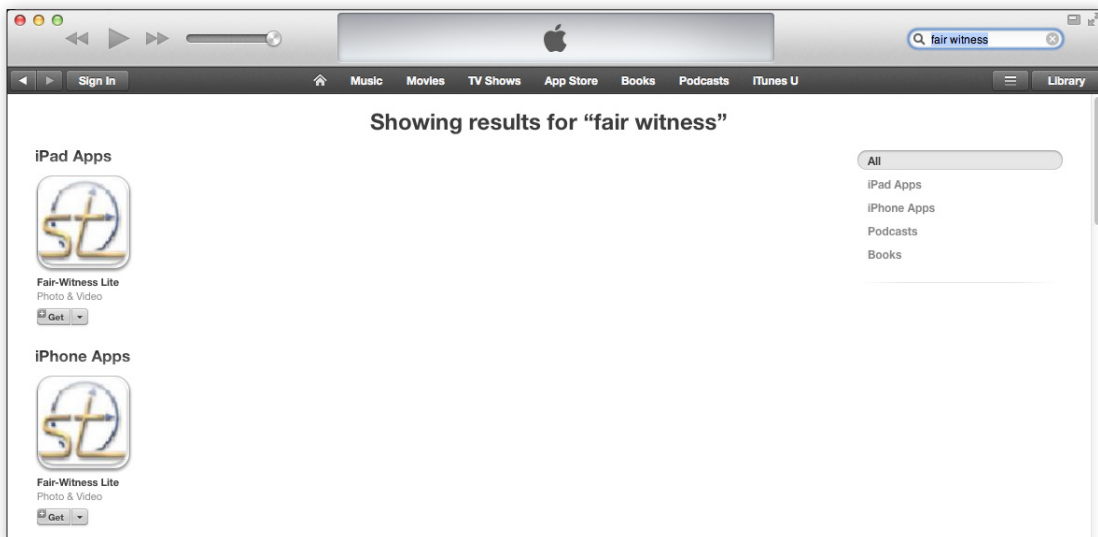 fair witness
Sign In
Music
Movies
TV Shows
App Store
Books
Podcasts
iTunes U
Library
Showing results for “fair witness”
iPad Apps
st
Fair-Witness Lite
Photo & Video
Get
iPhone Apps
st
Fair-Witness Lite
Photo & Video
Get
All
iPad Apps
iPhone Apps
Podcasts
Books